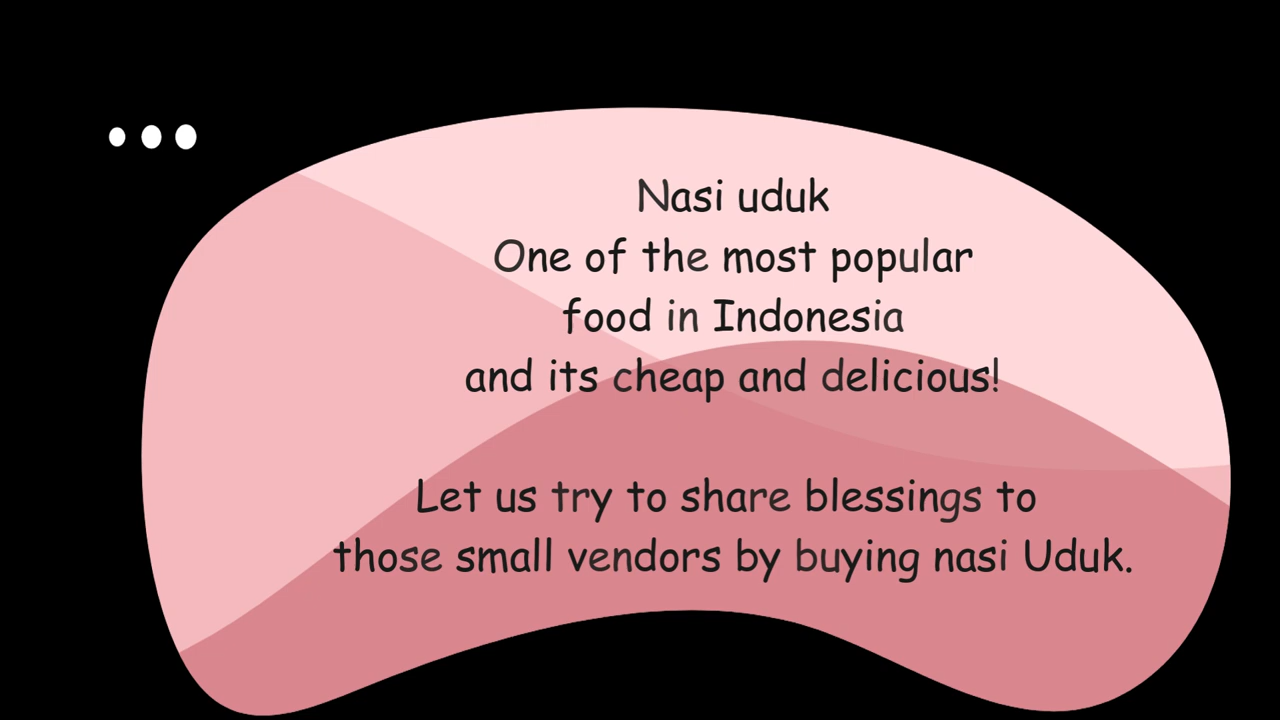 Nasi uduk
One of the most popular
food in Indonesia
and its cheap and delicious!
Let us try to share blessings to
those small vendors by buying nasi Uduk.